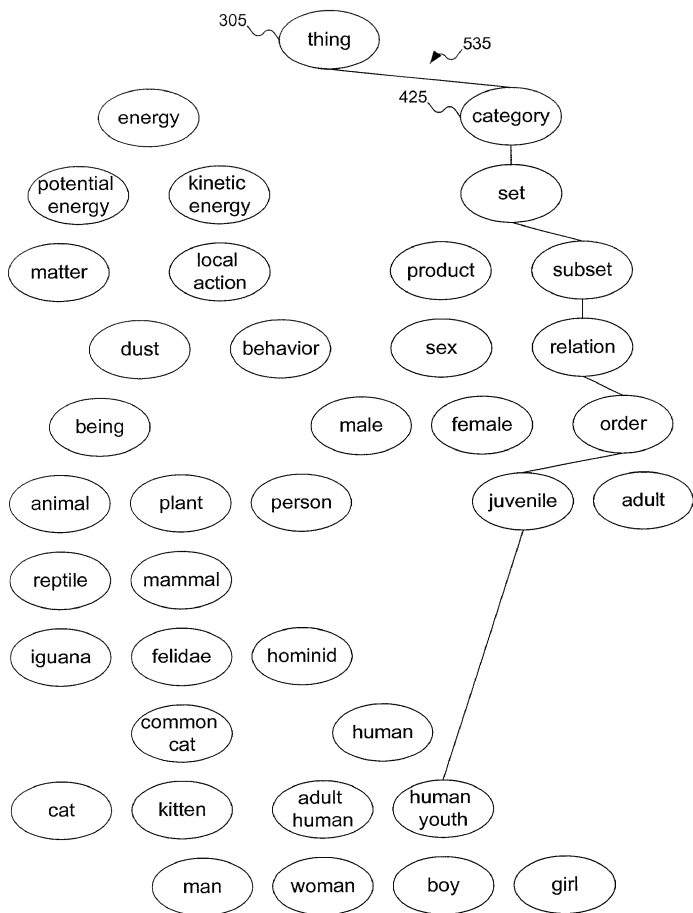 305
thing
535
425
energy
category
potential
energy
kinetic
energy
set
matter
local
action
product
subset
dust
behavior
sex
relation
being
male
female
order
animal
plant
person
juvenile
adult
reptile
mammal
iguana
felidae
hominid
common
cat
human
cat
kitten
adult
human
human
youth
man
woman
boy
girl